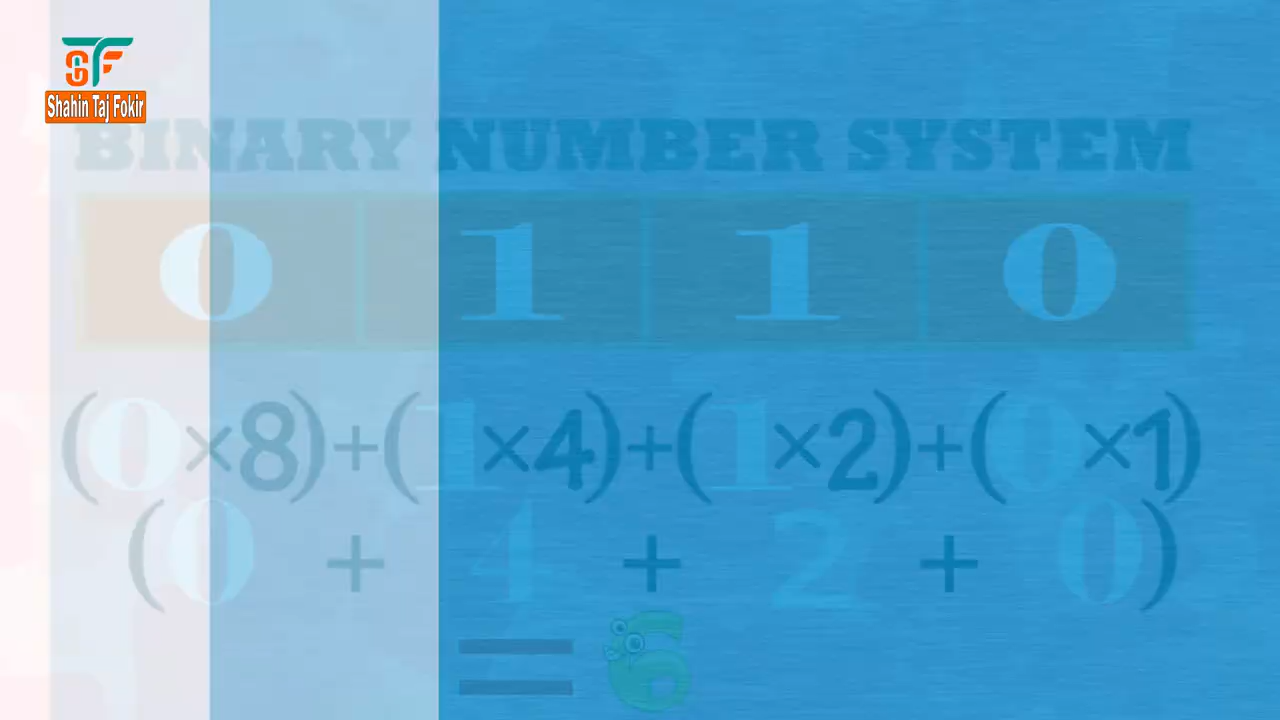 STF
Shahin Taj Fokir
BINARY NUMBER SYSTEM
0 1 1 0
(0×8)+(1×4)+(1×2)+(0×1)
(0 + 4 + 2 + 0)
= 6